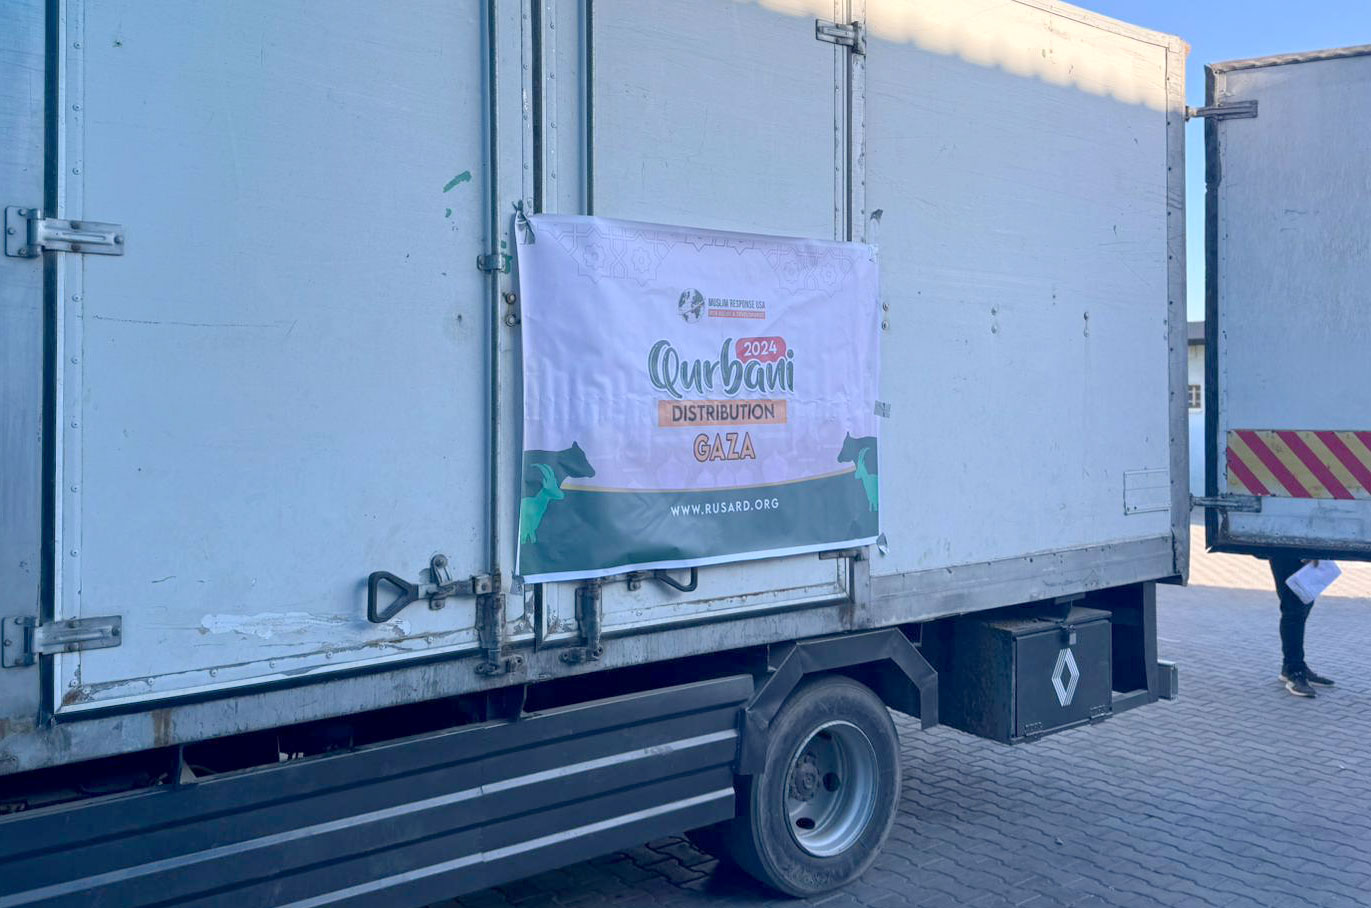 MUSLIM RESPONSE USA
2024
Qurbani
DISTRIBUTION
GAZA
WWW.RUSARD.ORG